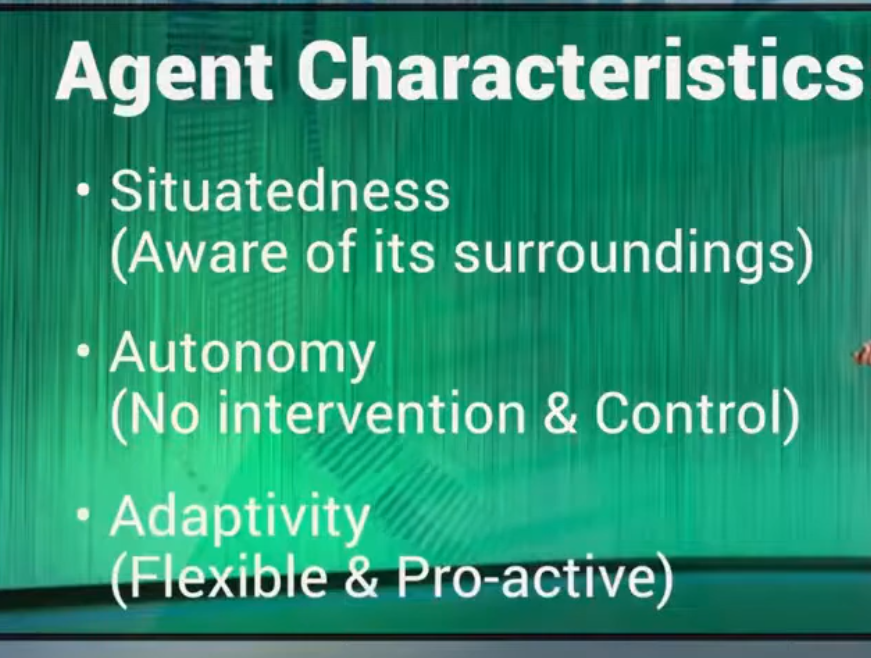 Agent Characteristics
• Situatedness
(Aware of its surroundings)
• Autonomy
(No intervention & Control)
• Adaptivity
(Flexible & Pro-active)